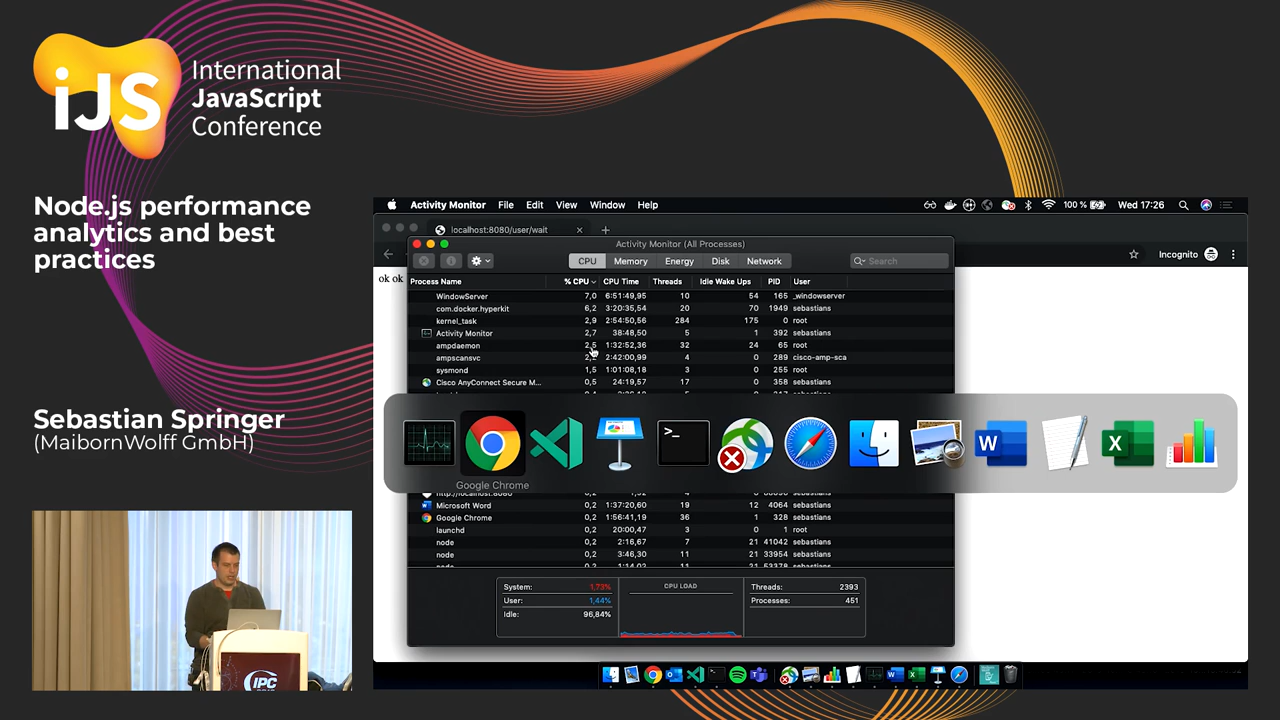 iJS
International
JavaScript
Conference
Node.js performance
analytics and best
practices
Sebastian Springer
(MaibornWolff GmbH)
IPC
Activity Monitor File Edit View Window Help
100 % Wed 17:26
localhost:8080/user/wait
Incognito
ok ok
Activity Monitor (All Processes)
CPU Memory Energy Disk Network
Search
Process Name % CPU CPU Time Threads Idle Wake Ups PID User
WindowServer 7,0 6:51:49,95 10 54 165 _windowserver
com.docker.hyperkit 6,2 3:20:35,54 20 70 1949 sebastians
kernel_task 2,9 2:54:50,56 284 175 0 root
Activity Monitor 2,7 38:48,50 5 1 392 sebastians
ampdaemon 2,5 1:32:52,36 32 24 65 root
ampscansvc 2,2 2:42:00,99 4 0 289 cisco-amp-sca
sysmond 1,5 1:01:08,18 3 0 255 root
Cisco AnyConnect Secure M... 0,5 24:19,57 17 0 358 sebastians
>_
W
X
Google Chrome
Microsoft Word 0,2 1:37:20,60 19 12 4064 sebastians
Google Chrome 0,2 1:56:41,19 36 1 328 sebastians
launchd 0,2 20:00,47 3 0 1 root
node 0,2 2:16,67 7 21 41042 sebastians
node 0,2 3:46,30 11 21 33954 sebastians
System: 1,73%
User: 1,44%
Idle: 96,84%
CPU LOAD
Threads: 2393
Processes: 451